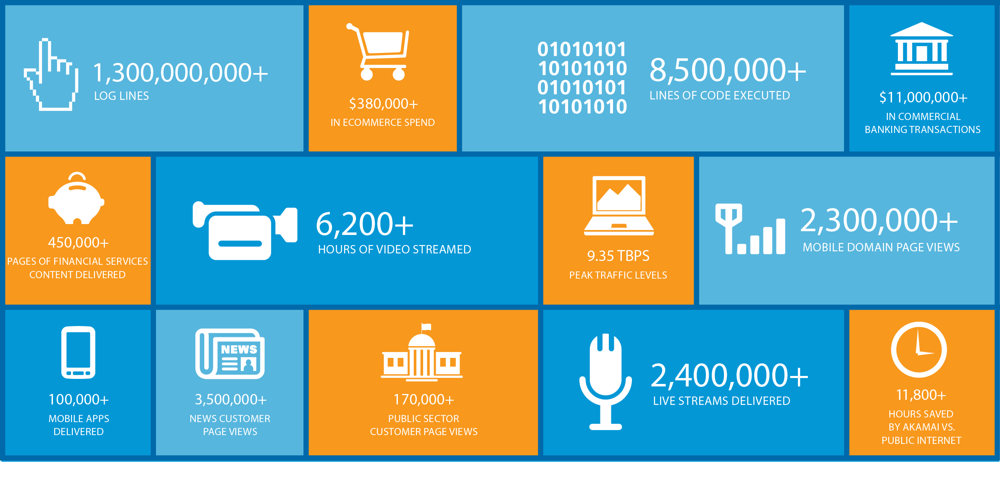 1,300,000,000+
LOG LINES
$380,000+
IN ECOMMERCE SPEND
01010101
10101010
01010101
10101010
8,500,000+
LINES OF CODE EXECUTED
$11,000,000+
IN COMMERCIAL
BANKING TRANSACTIONS
450,000+
PAGES OF FINANCIAL SERVICES
CONTENT DELIVERED
6,200+
HOURS OF VIDEO STREAMED
9.35 TBPS
PEAK TRAFFIC LEVELS
2,300,000+
MOBILE DOMAIN PAGE VIEWS
100,000+
MOBILE APPS
DELIVERED
NEWS
3,500,000+
NEWS CUSTOMER
PAGE VIEWS
170,000+
PUBLIC SECTOR
CUSTOMER PAGE VIEWS
2,400,000+
LIVE STREAMS DELIVERED
11,800+
HOURS SAVED
BY AKAMAI VS.
PUBLIC INTERNET